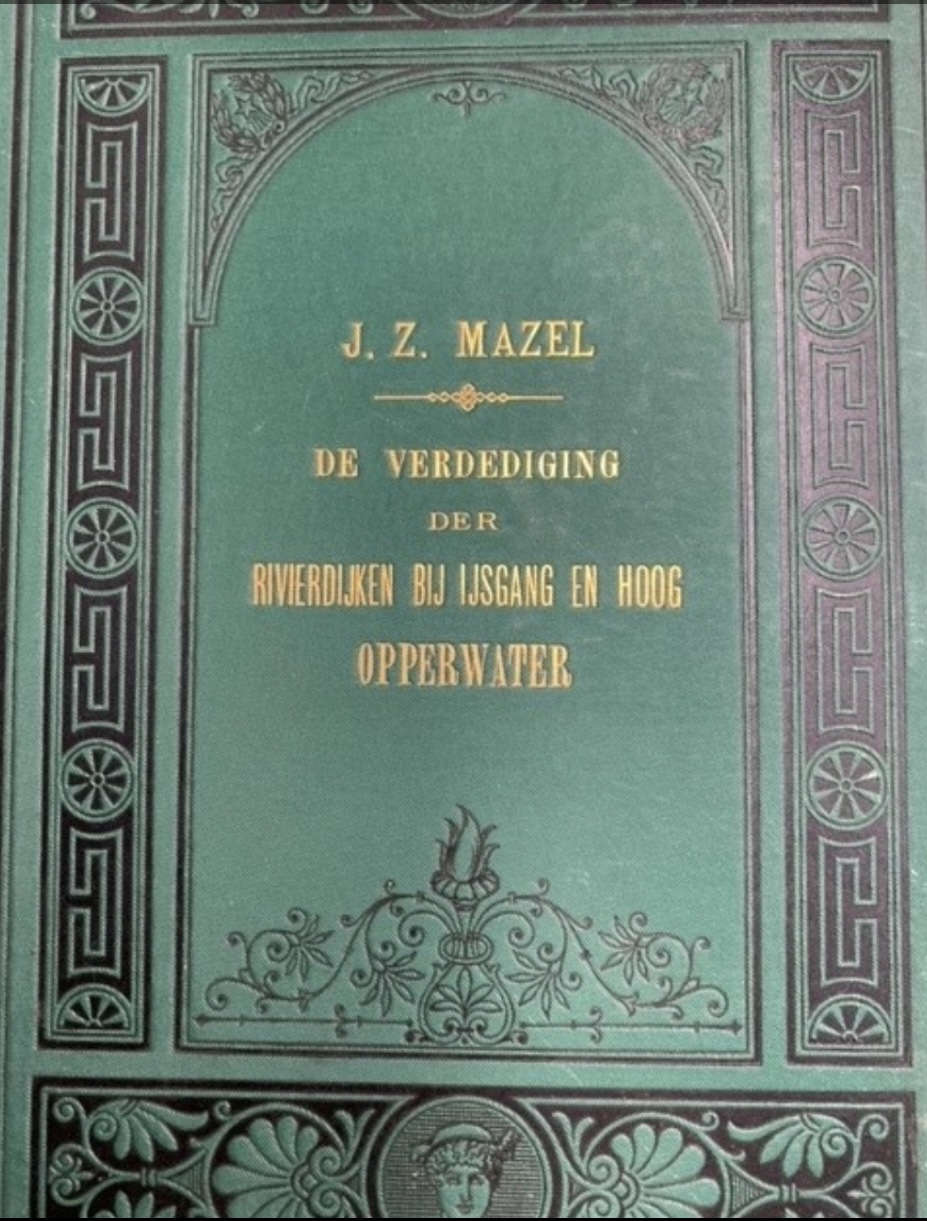 J. Z. MAZEL
DE VERDEDIGING
DER
RIVIERDIJKEN BIJ IJSGANG EN HOOG
OPPERWATER